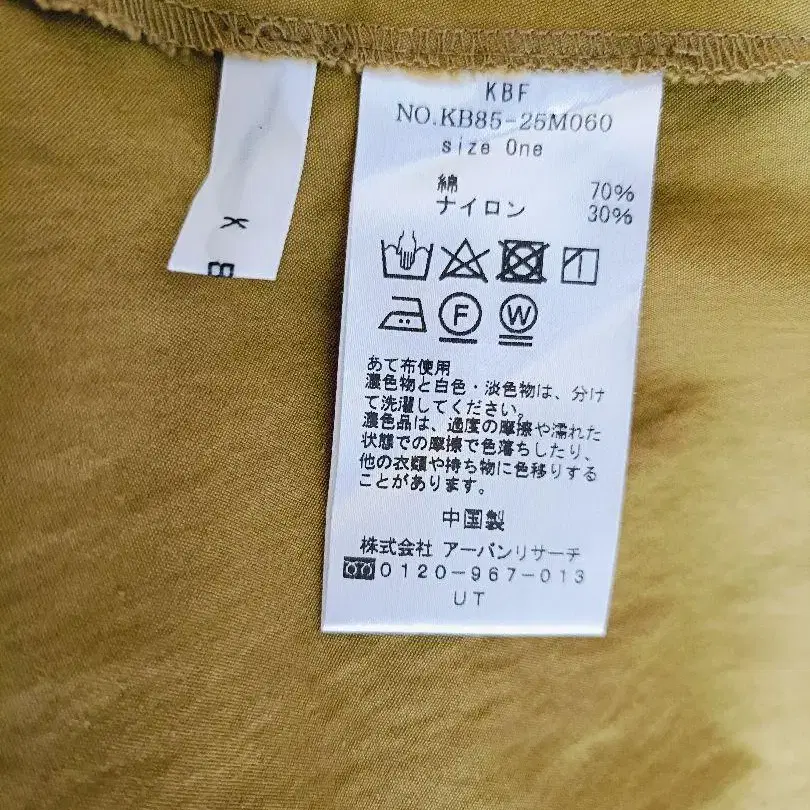 KBF
NO.KB85-25M060
size One
綿 70%
ナイロン 30%
F W
あて布使用
濃色物と白色・淡色物は、分け
て洗濯してください。
濃色品は、過度の摩擦や濡れた
状態での摩擦で色落ちしたり、
他の衣類や持ち物に色移りする
ことがあります。
中国製
株式会社 アーバンリサーチ
0120-967-013
UT
K B